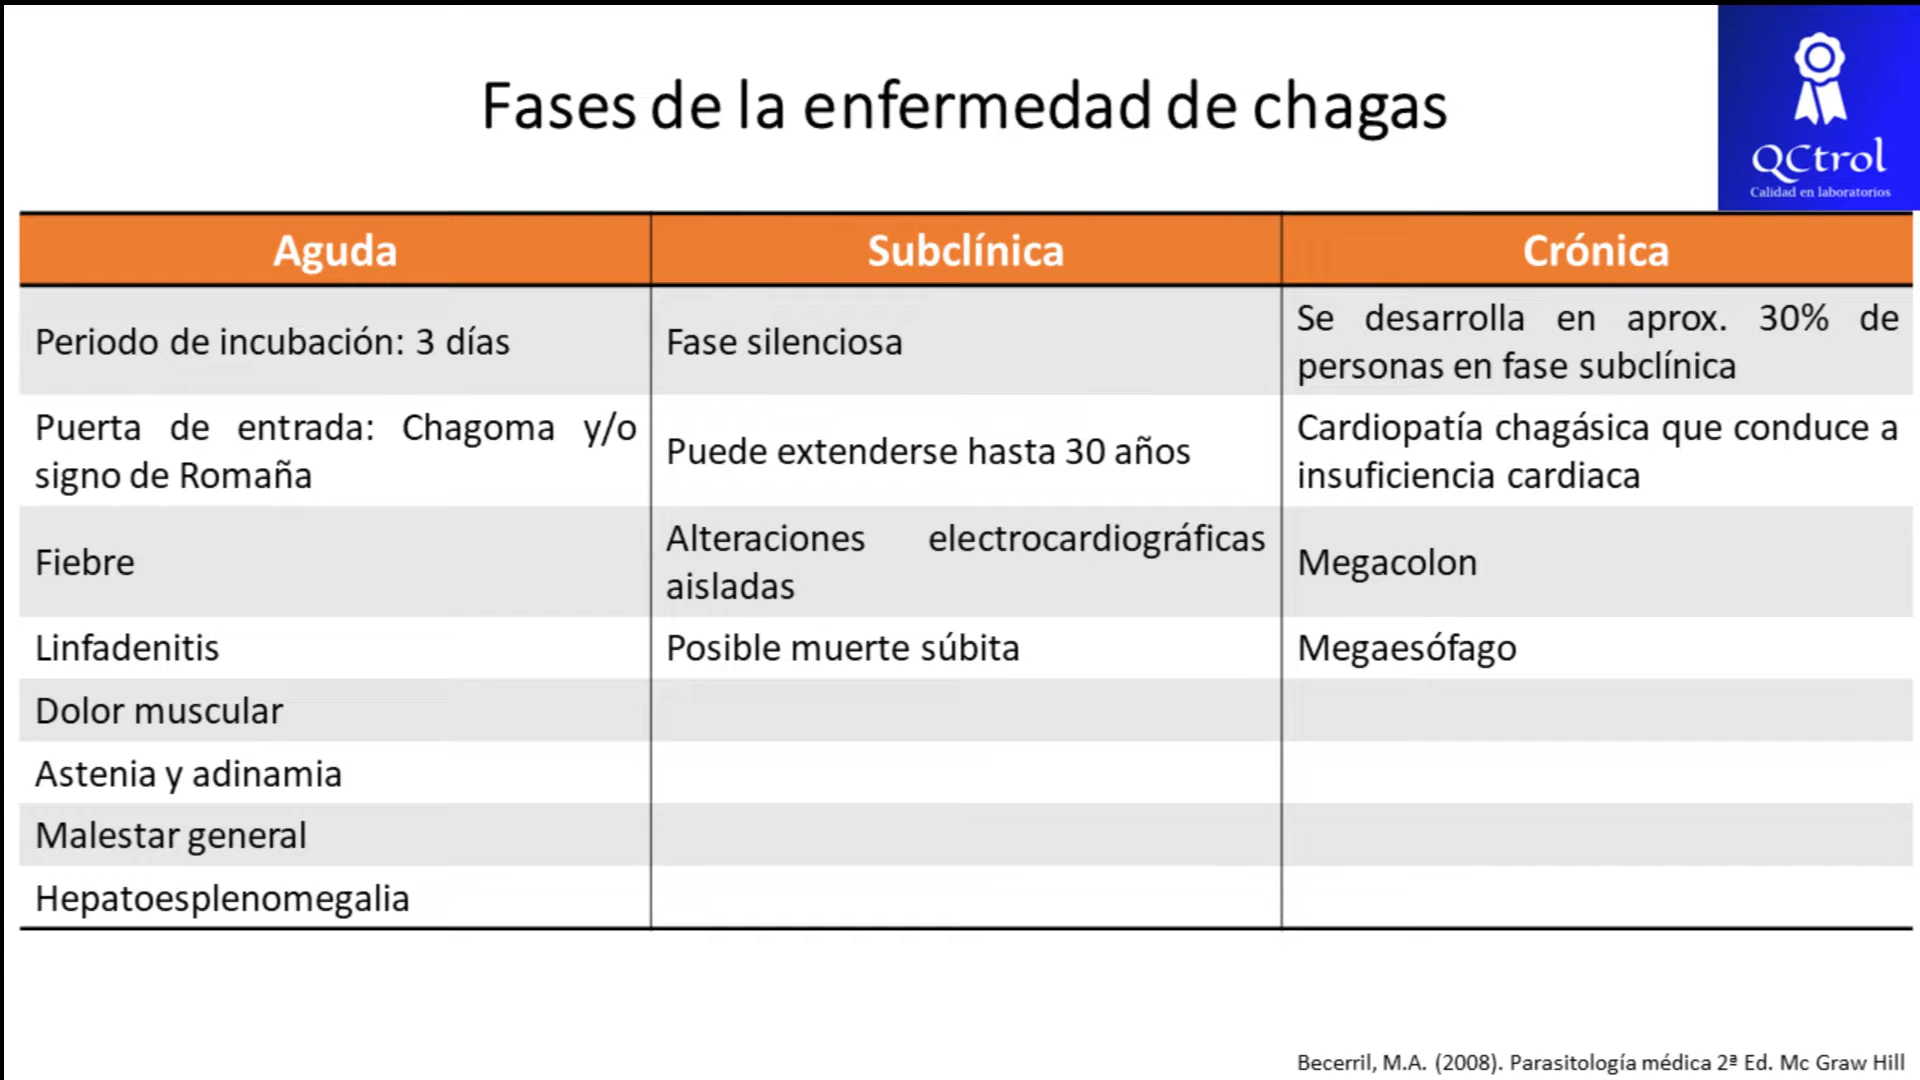 Fases de la enfermedad de chagas
QCtrol
Calidad en laboratorios
Aguda
Subclínica
Crónica
Periodo de incubación: 3 días
Fase silenciosa
Se desarrolla en aprox. 30% de
personas en fase subclínica
Puerta de entrada: Chagoma y/o
signo de Romaña
Puede extenderse hasta 30 años
Cardiopatía chagásica que conduce a
insuficiencia cardiaca
Fiebre
Alteraciones electrocardiográficas
aisladas
Megacolon
Linfadenitis
Posible muerte súbita
Megaesófago
Dolor muscular
Astenia y adinamia
Malestar general
Hepatoesplenomegalia
Becerril, M.A. (2008). Parasitología médica 2ª Ed. Mc Graw Hill